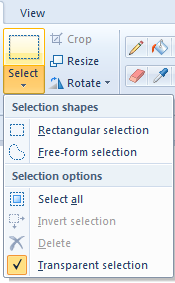 View
Crop
Resize
Select
Rotate
Selection shapes
Rectangular selection
Free-form selection
Selection options
Select all
Invert selection
Delete
Transparent selection